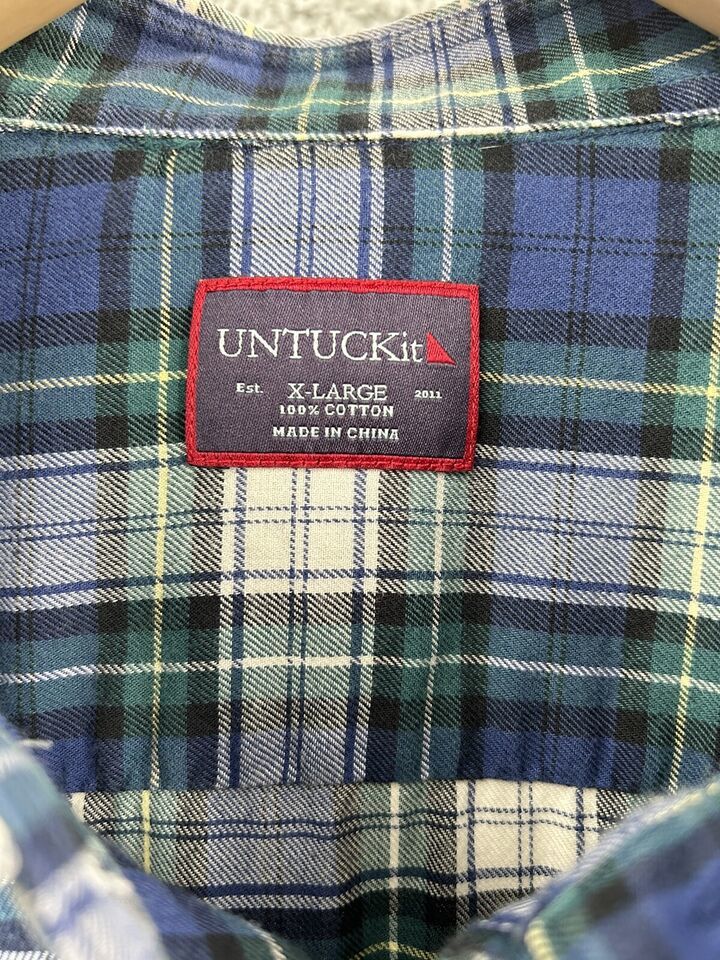 UNTUCKit
Est. X-LARGE 2011
100% COTTON
MADE IN CHINA